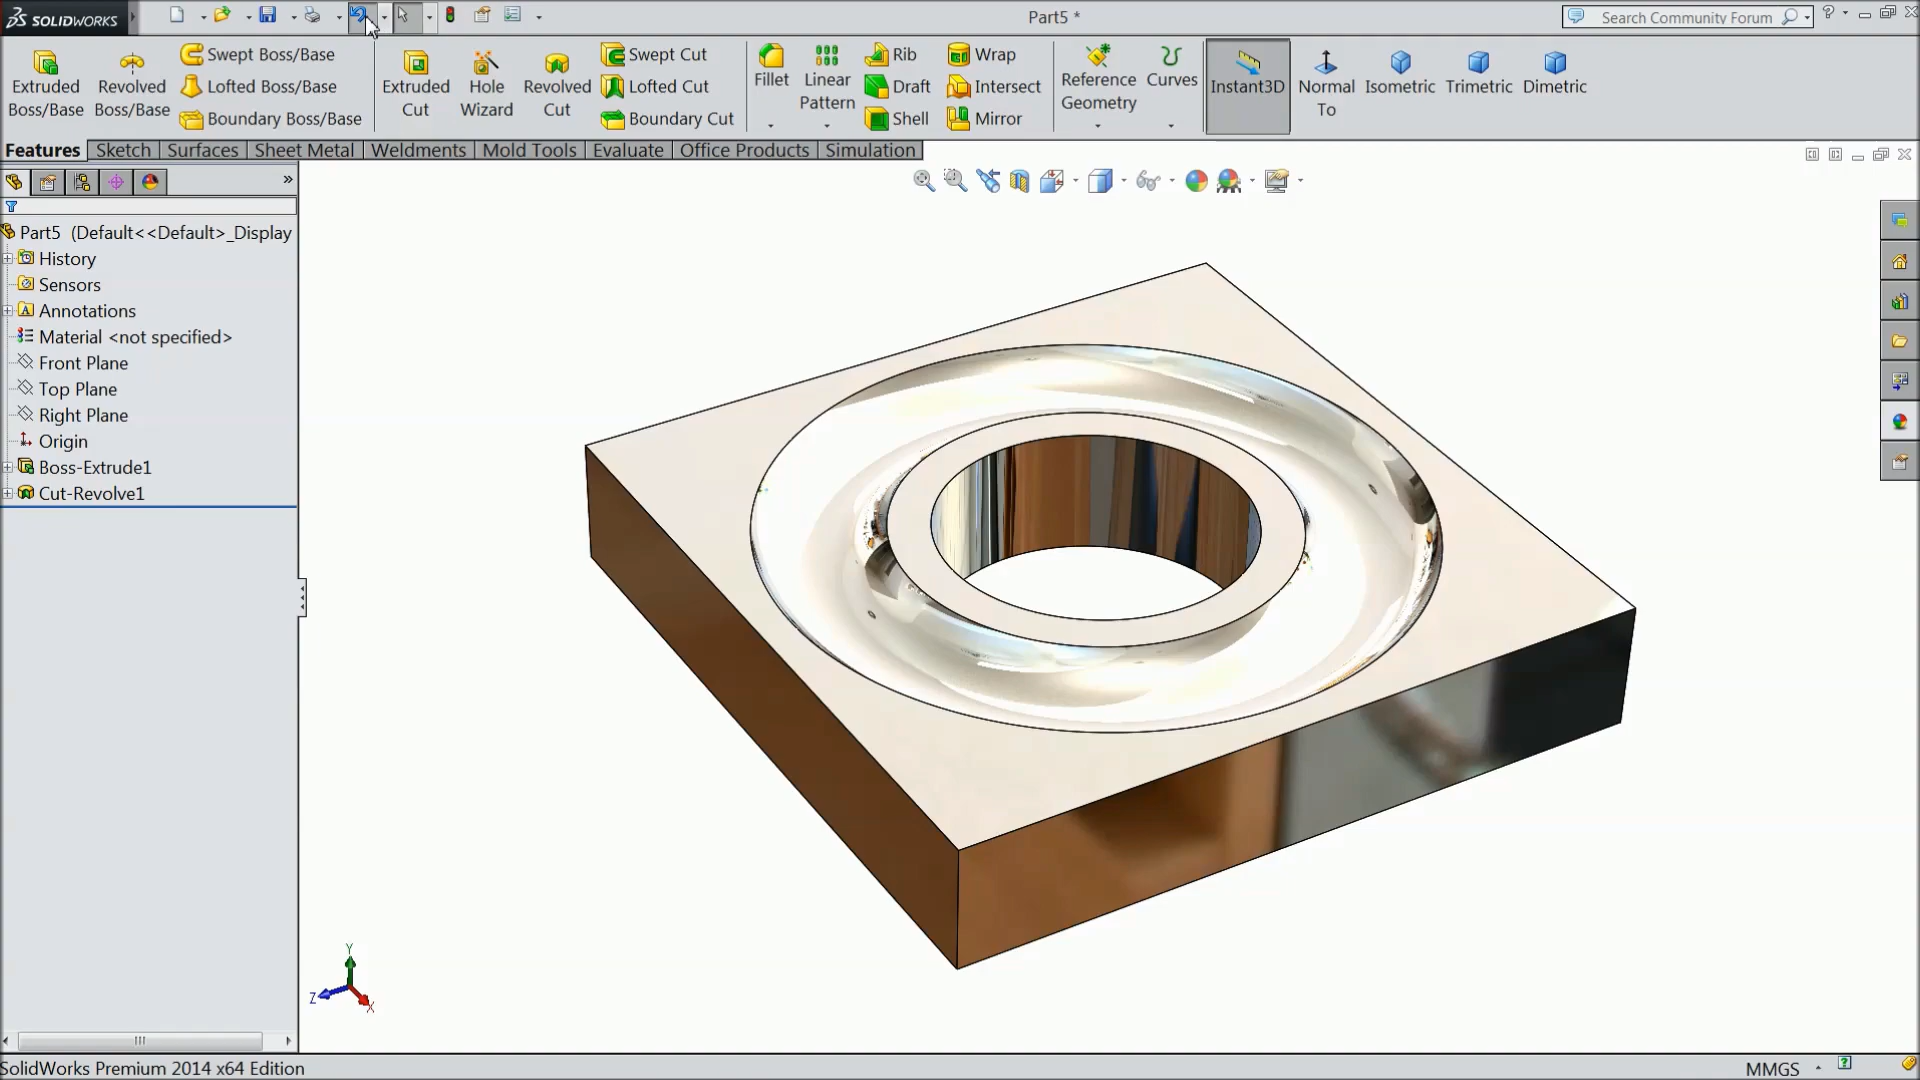 SOLIDWORKS
Part5 *
Search Community Forum
Extruded Boss/Base
Revolved Boss/Base
Swept Boss/Base
Lofted Boss/Base
Boundary Boss/Base
Extruded Cut
Hole Wizard
Revolved Cut
Swept Cut
Lofted Cut
Boundary Cut
Fillet
Linear Pattern
Rib
Draft
Shell
Wrap
Intersect
Mirror
Reference Geometry
Curves
Instant3D
Normal To
Isometric
Trimetric
Dimetric
Features
Sketch
Surfaces
Sheet Metal
Weldments
Mold Tools
Evaluate
Office Products
Simulation
Part5 (Default<<Default>_Display
History
Sensors
Annotations
Material <not specified>
Front Plane
Top Plane
Right Plane
Origin
Boss-Extrude1
Cut-Revolve1
Y
Z
X
SolidWorks Premium 2014 x64 Edition
MMGS